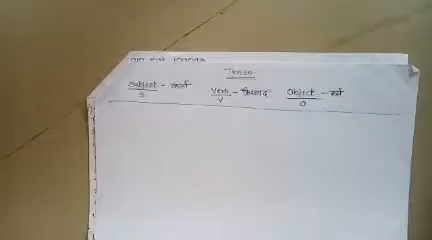 Tense
Subject - कर्ता Verb - क्रियापद Object - कर्म
S V O